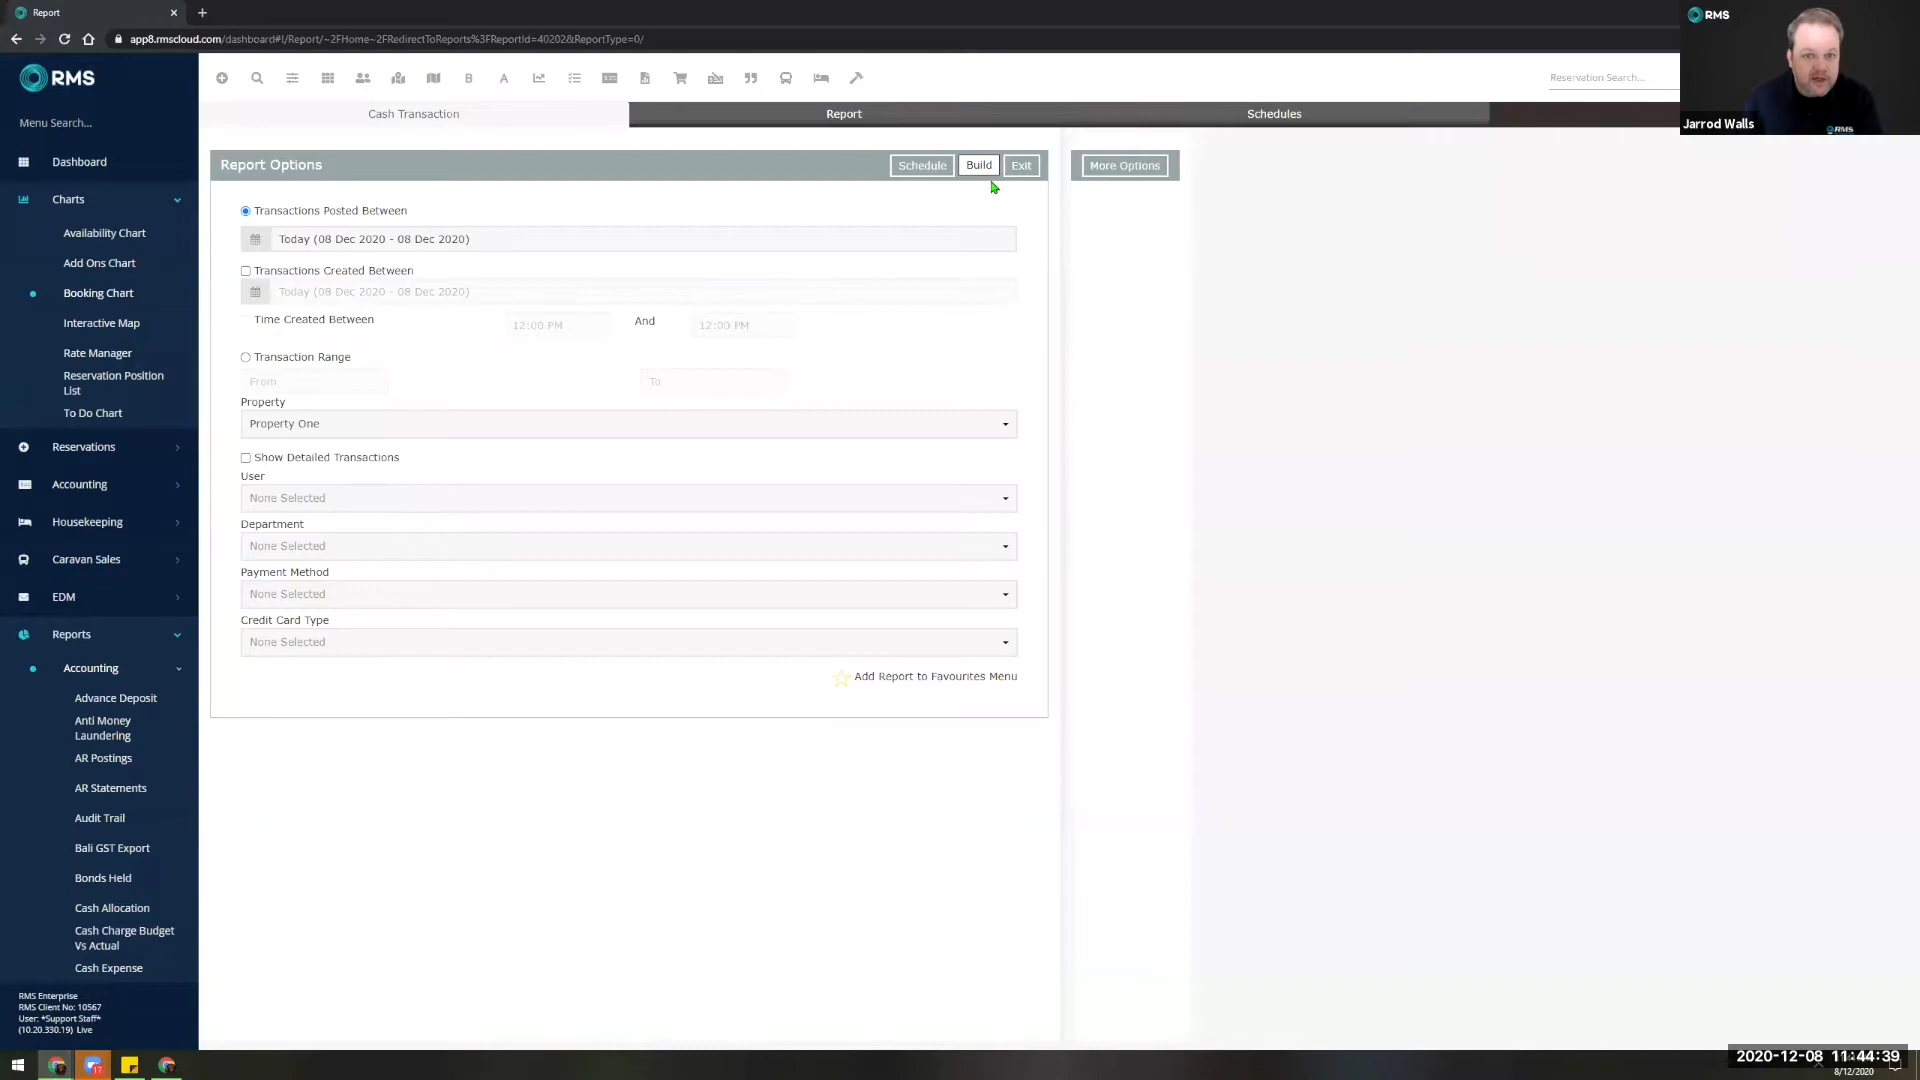 Report
app8.rmscloud.com/dashboard#!/Report/~2FHome~2FRedirectToReports%3FReportId=40202&ReportType=0/
RMS
Menu Search...
Dashboard
Charts
Availability Chart
Add Ons Chart
Booking Chart
Interactive Map
Rate Manager
Reservation Position
List
To Do Chart
Reservations
Accounting
Housekeeping
Caravan Sales
EDM
Reports
Accounting
Advance Deposit
Anti Money
Laundering
AR Postings
AR Statements
Audit Trail
Bali GST Export
Bonds Held
Cash Allocation
Cash Charge Budget
Vs Actual
Cash Expense
RMS Enterprise
RMS Client No: 10567
User: *Support Staff*
(10.20.330.19) Live
B A
Reservation Search...
Cash Transaction Report Schedules
Report Options Schedule Build Exit
More Options
Transactions Posted Between
Today (08 Dec 2020 - 08 Dec 2020)
Transactions Created Between
Today (08 Dec 2020 - 08 Dec 2020)
Time Created Between 12:00 PM And 12:00 PM
Transaction Range
From To
Property
Property One
Show Detailed Transactions
User
None Selected
Department
None Selected
Payment Method
None Selected
Credit Card Type
None Selected
Add Report to Favourites Menu
RMS
Jarrod Walls
RMS
17
2020-12-08 11:44:39
8/12/2020